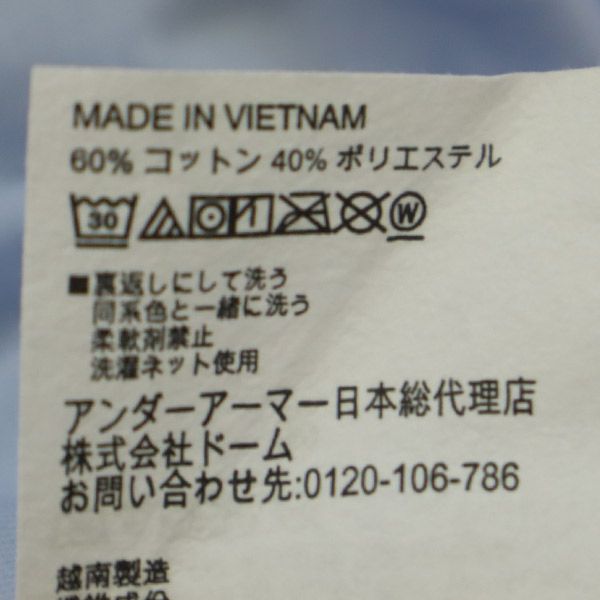 MADE IN VIETNAM
60% コットン 40% ポリエステル
30 W
■裏返しにして洗う
同系色と一緒に洗う
柔軟剤禁止
洗濯ネット使用
アンダーアーマー日本総代理店
株式会社ドーム
お問い合わせ先:0120-106-786
越南製造